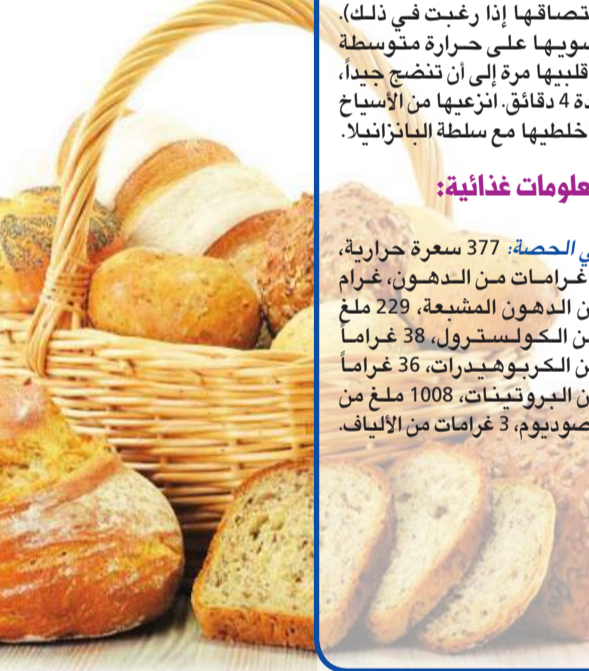 تصاقها إذا رغبت في ذلك).
سويها على حرارة متوسطة
قلبيها مرة إلى أن تنضج جيداً،
دة 4 دقائق. انزعيها من الأسياخ
خلطيها مع سلطة البانزانيلا.
علومات غذائية:
ي الحصة: 377 سعرة حرارية،
غرامات من الدهون، غرام
ن الدهون المشبعة، 229 ملغ
ن الكولسترول، 38 غراماً
ن الكربوهيدرات، 36 غراماً
ن البروتينات، 1008 ملغ من
صوديوم، 3 غرامات من الألياف.